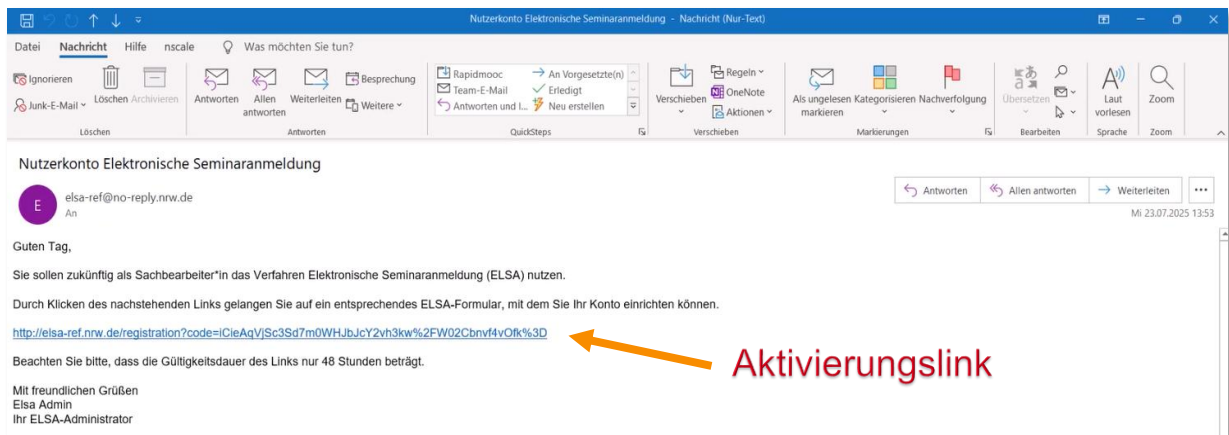 Nutzerkonto Elektronische Seminaranmeldung - Nachricht (Nur-Text)
Datei Nachricht Hilfe nscale Was möchten Sie tun?
Ignorieren
Junk-E-Mail
Löschen Archivieren
Löschen
Antworten Allen antworten Weiterleiten
Besprechung
Weitere
Antworten
Rapidmooc An Vorgesetzte(n)
Team-E-Mail Erledigt
Antworten und l... Neu erstellen
QuickSteps
Verschieben
Regeln
OneNote
Aktionen
Verschieben
Als ungelesen markieren Kategorisieren Nachverfolgung
Markierungen
Übersetzen
Bearbeiten
Laut vorlesen
Sprache
Zoom
Zoom
Nutzerkonto Elektronische Seminaranmeldung
E
elsa-ref@no-reply.nrw.de
An
Antworten Allen antworten Weiterleiten
Mi 23.07.2025 13:53
Guten Tag,
Sie sollen zukünftig als Sachbearbeiter*in das Verfahren Elektronische Seminaranmeldung (ELSA) nutzen.
Durch Klicken des nachstehenden Links gelangen Sie auf ein entsprechendes ELSA-Formular, mit dem Sie Ihr Konto einrichten können.
http://elsa-ref.nrw.de/registration?code=iCieAqVjSc3Sd7m0WHJbJcY2vh3kw%2FW02Cbnvf4vOfk%3D
Aktivierungslink
Beachten Sie bitte, dass die Gültigkeitsdauer des Links nur 48 Stunden beträgt.
Mit freundlichen Grüßen
Elsa Admin
Ihr ELSA-Administrator